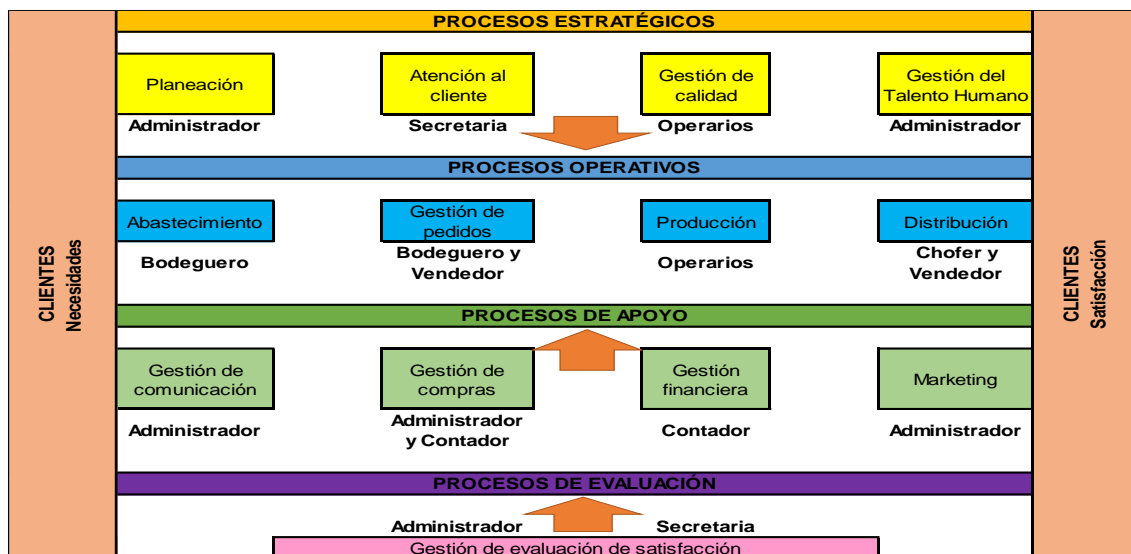 PROCESOS ESTRATÉGICOS
Planeación
Atención al
cliente
Gestión de
calidad
Gestión del
Talento Humano
Administrador
Secretaria
Operarios
Administrador
PROCESOS OPERATIVOS
Abastecimiento
Gestión de
pedidos
Producción
Distribución
Bodeguero
Bodeguero y
Vendedor
Operarios
Chofer y
Vendedor
CLIENTES
Necesidades
CLIENTES
Satisfacción
PROCESOS DE APOYO
Gestión de
comunicación
Gestión de
compras
Gestión
financiera
Marketing
Administrador
Administrador
y Contador
Contador
Administrador
PROCESOS DE EVALUACIÓN
Administrador
Secretaria
Gestión de evaluación de satisfacción